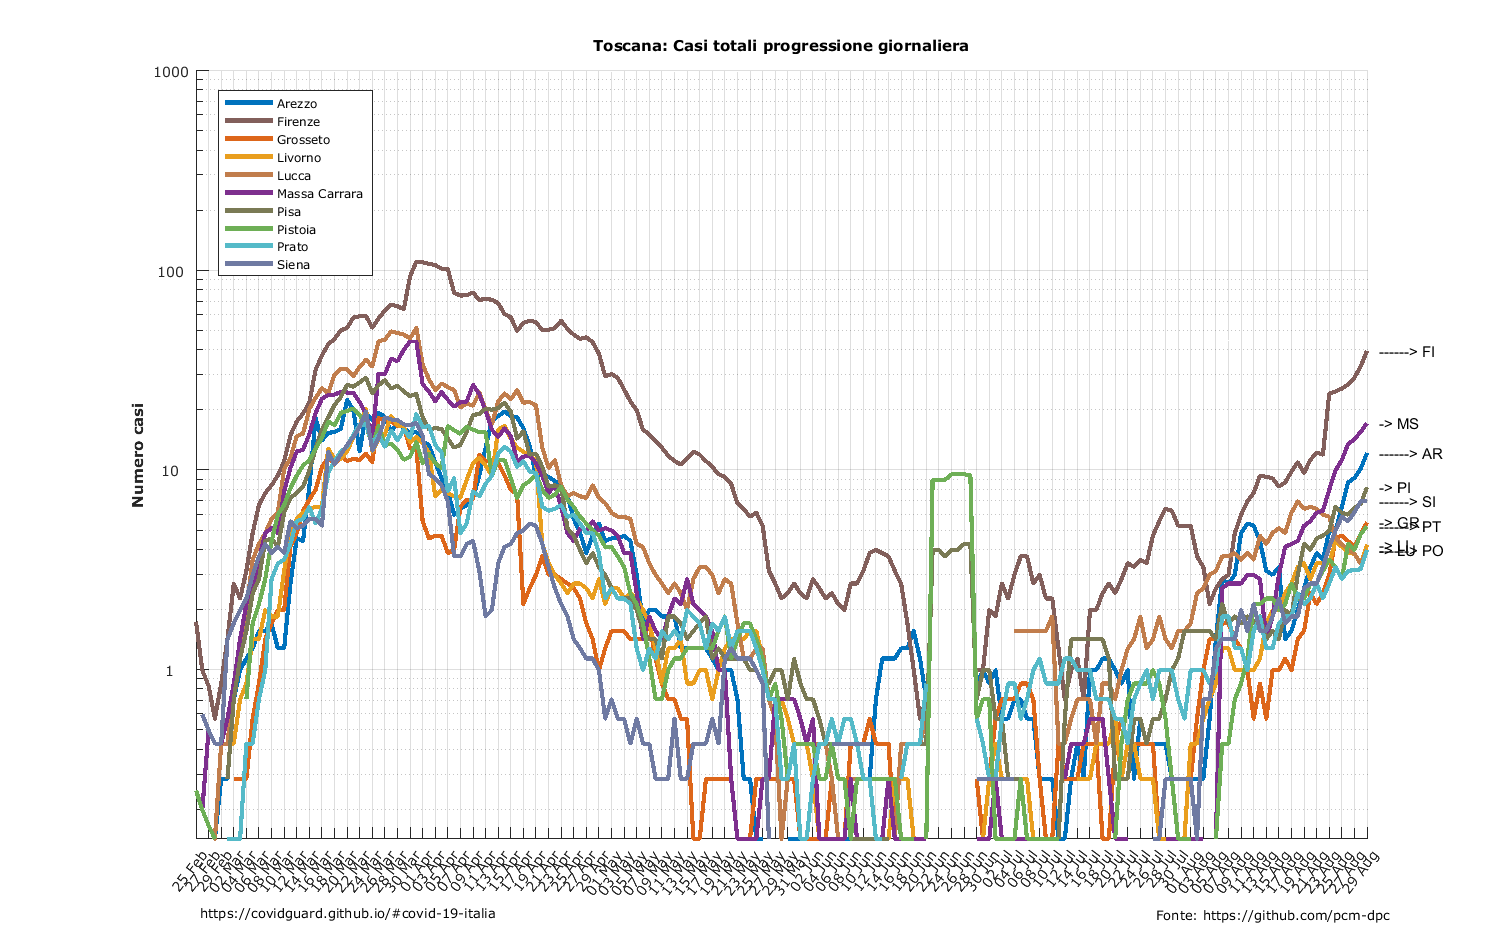 Toscana: Casi totali progressione giornaliera
1000
100
10
1
Numero casi
Arezzo
Firenze
Grosseto
Livorno
Lucca
Massa Carrara
Pisa
Pistoia
Prato
Siena
------> FI
-> MS
------> AR
-> PI
------> SI
-> GR
------> PT
-> LI
------> PO
25 Feb
27 Feb
29 Feb
02 Mar
04 Mar
06 Mar
08 Mar
10 Mar
12 Mar
14 Mar
16 Mar
18 Mar
20 Mar
22 Mar
24 Mar
26 Mar
28 Mar
30 Mar
01 Apr
03 Apr
05 Apr
07 Apr
09 Apr
11 Apr
13 Apr
15 Apr
17 Apr
19 Apr
21 Apr
23 Apr
25 Apr
27 Apr
29 Apr
01 May
03 May
05 May
07 May
09 May
11 May
13 May
15 May
17 May
19 May
21 May
23 May
25 May
27 May
29 May
31 May
02 Jun
04 Jun
06 Jun
08 Jun
10 Jun
12 Jun
14 Jun
16 Jun
18 Jun
20 Jun
22 Jun
24 Jun
26 Jun
28 Jun
30 Jun
02 Jul
04 Jul
06 Jul
08 Jul
10 Jul
12 Jul
14 Jul
16 Jul
18 Jul
20 Jul
22 Jul
24 Jul
26 Jul
28 Jul
30 Jul
01 Aug
03 Aug
05 Aug
07 Aug
09 Aug
11 Aug
13 Aug
15 Aug
17 Aug
19 Aug
21 Aug
23 Aug
25 Aug
27 Aug
29 Aug
https://covidguard.github.io/#covid-19-italia
Fonte: https://github.com/pcm-dpc